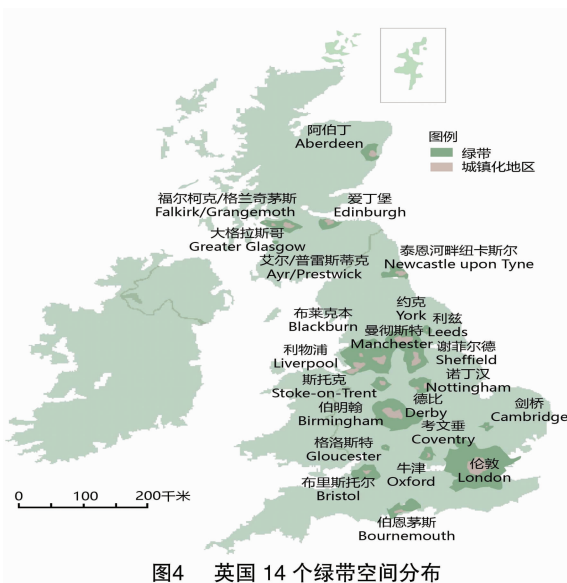 阿伯丁
Aberdeen
图例
绿带
城镇化地区
福尔柯克/格兰奇茅斯
Falkirk/Grangemoth
爱丁堡
Edinburgh
大格拉斯哥
Greater Glasgow
艾尔/普雷斯蒂克
Ayr/Prestwick
泰恩河畔纽卡斯尔
Newcastle upon Tyne
约克
York
利兹
Leeds
布莱克本
Blackburn
曼彻斯特
Manchester
谢菲尔德
Sheffield
利物浦
Liverpool
诺丁汉
Nottingham
斯托克
Stoke-on-Trent
德比
Derby
剑桥
Cambridge
伯明翰
Birmingham
考文垂
Coventry
格洛斯特
Gloucester
牛津
Oxford
伦敦
London
布里斯托尔
Bristol
伯恩茅斯
Bournemouth
0 100 200千米
图4 英国 14 个绿带空间分布